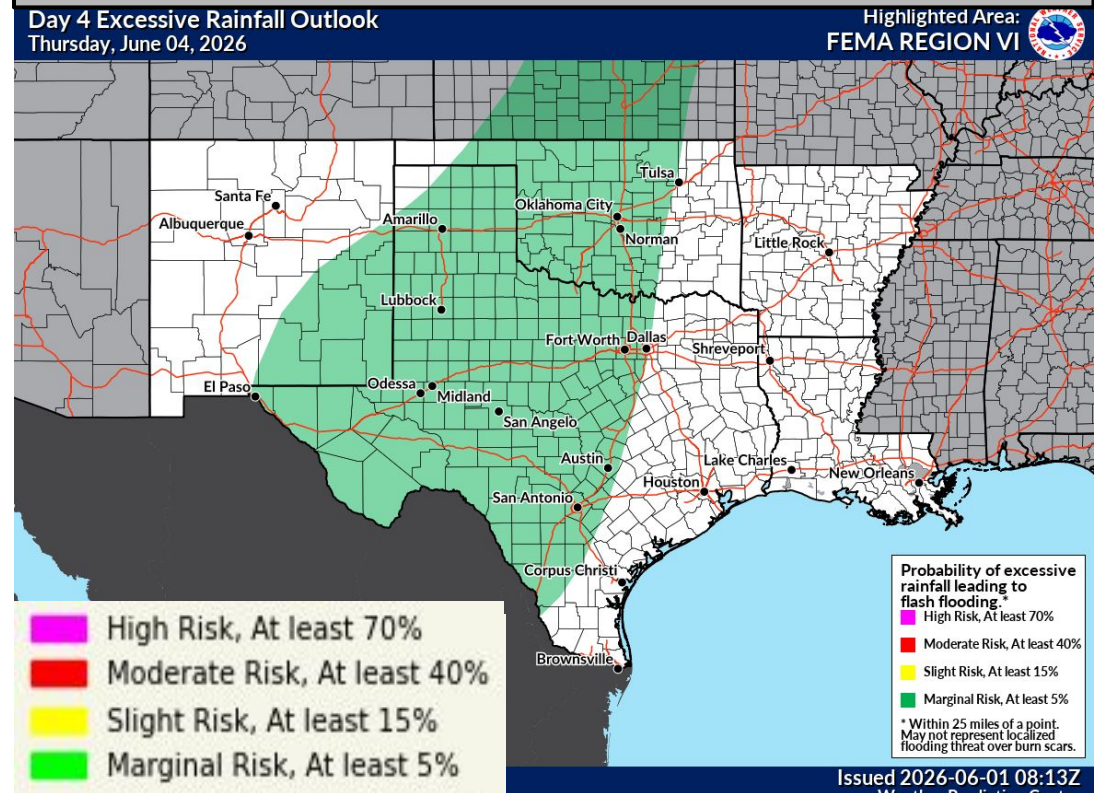 Day 4 Excessive Rainfall Outlook
Thursday, June 04, 2026
Highlighted Area:
FEMA REGION VI
Santa Fe
Albuquerque
Amarillo
Tulsa
Oklahoma City
Norman
Little Rock
Lubbock
Fort Worth
Dallas
Shreveport
El Paso
Odessa
Midland
San Angelo
Austin
Lake Charles
Houston
New Orleans
San Antonio
Corpus Christi
Brownsville
Probability of excessive
rainfall leading to
flash flooding.*
High Risk, At least 70%
Moderate Risk, At least 40%
Slight Risk, At least 15%
Marginal Risk, At least 5%
* Within 25 miles of a point.
May not represent localized
flooding threat over burn scars.
High Risk, At least 70%
Moderate Risk, At least 40%
Slight Risk, At least 15%
Marginal Risk, At least 5%
Issued 2026-06-01 08:13Z
Weather Prediction Center